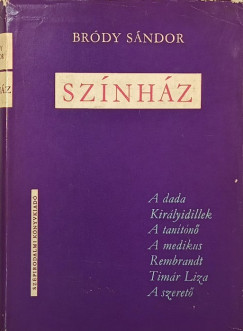 BRÓDY SÁNDOR
SZÍNHÁZ
A dada
Királyidillek
A tanítónő
A medikus
Rembrandt
Timár Liza
A szerető
SZÉPIRODALMI KÖNYVKIADÓ